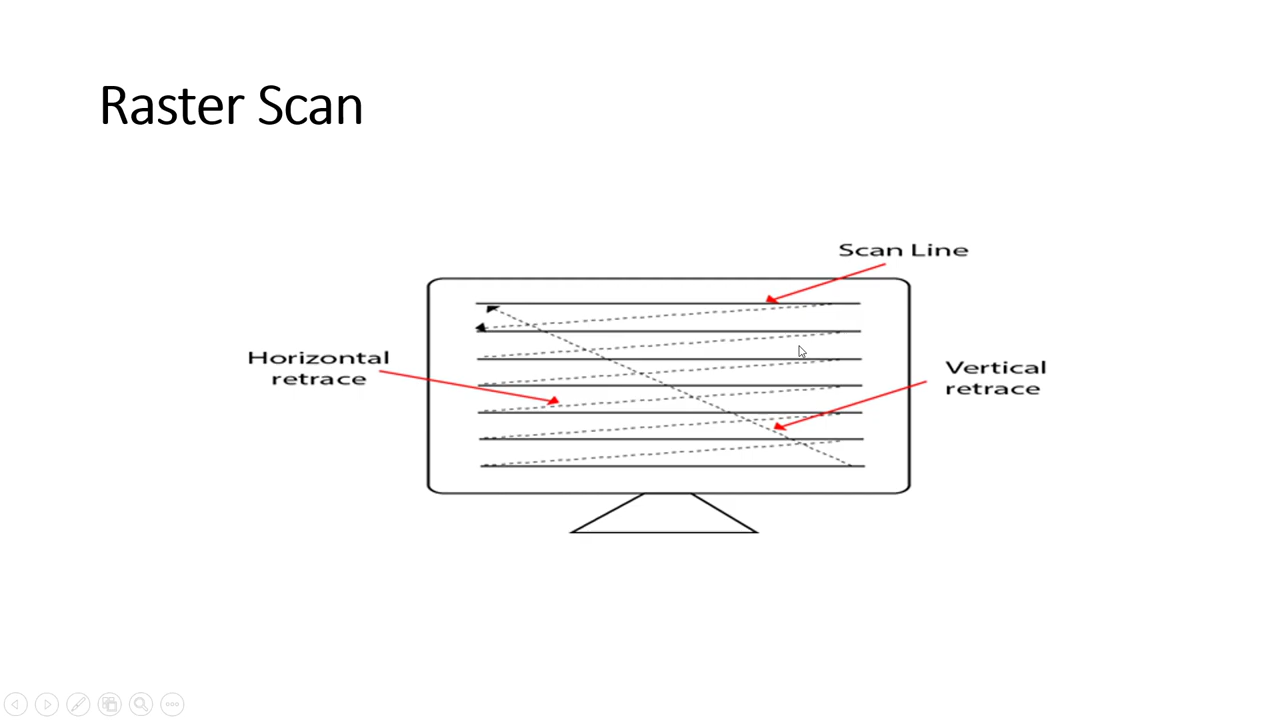 Raster Scan
Scan Line
Horizontal
retrace
Vertical
retrace